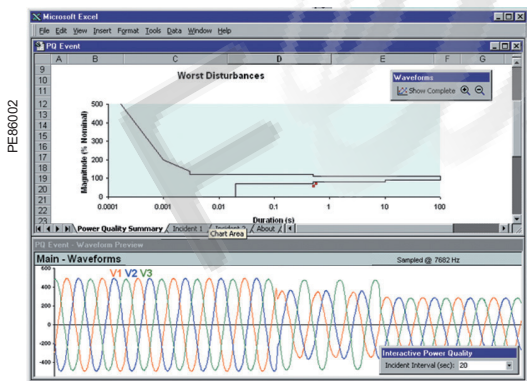 PE86002
Microsoft Excel
File Edit View Insert Format Tools Data Window Help
PQ Event
A B C D E F G
9
10
11
12
13
14
15
16
17
18
19
20
21
22
23
Worst Disturbances
Waveforms
Show Complete
Magnitude (% Nominal)
500
400
300
200
100
0
0.0001 0.001 0.01 0.1 1 10 100
Duration (s)
Power Quality Summary Incident 1 About
Chart Area
PQ Event - Waveform Preview
Main - Waveforms
Sampled @ 7682 Hz
V1 V2 V3
600
400
200
0
-200
-400
Interactive Power Quality
Incident Interval (sec): 20